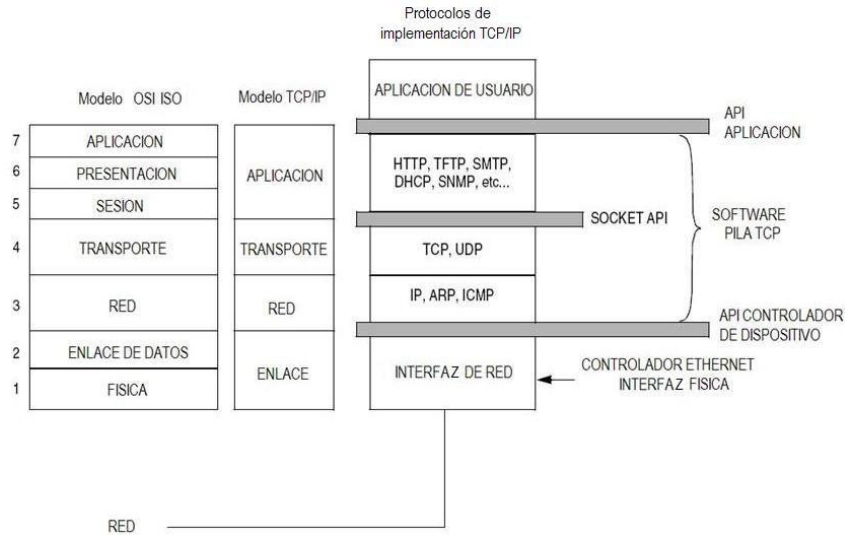 Protocolos de
implementación TCP/IP
Modelo OSI ISO
Modelo TCP/IP
7
APLICACION
6
PRESENTACION
5
SESION
4
TRANSPORTE
3
RED
2
ENLACE DE DATOS
1
FISICA
APLICACION
TRANSPORTE
RED
ENLACE
APLICACION DE USUARIO
HTTP, TFTP, SMTP,
DHCP, SNMP, etc...
TCP, UDP
IP, ARP, ICMP
INTERFAZ DE RED
API
APLICACION
SOCKET API
SOFTWARE
PILA TCP
API CONTROLADOR
DE DISPOSITIVO
CONTROLADOR ETHERNET
INTERFAZ FISICA
RED